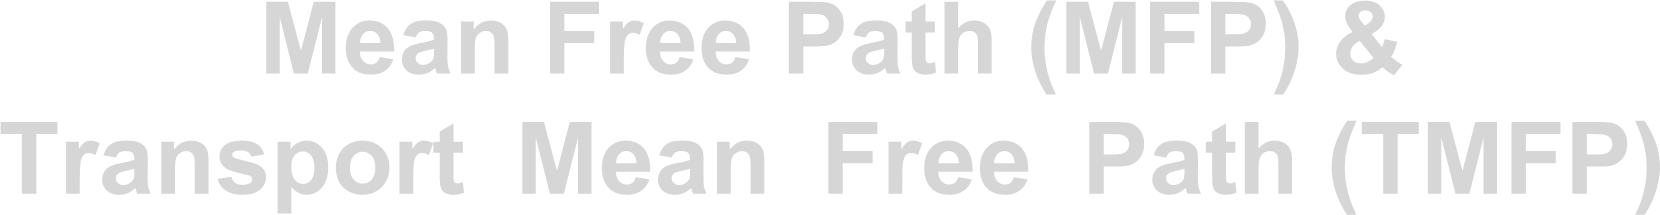 Mean Free Path (MFP) &
Transport Mean Free Path (TMFP)